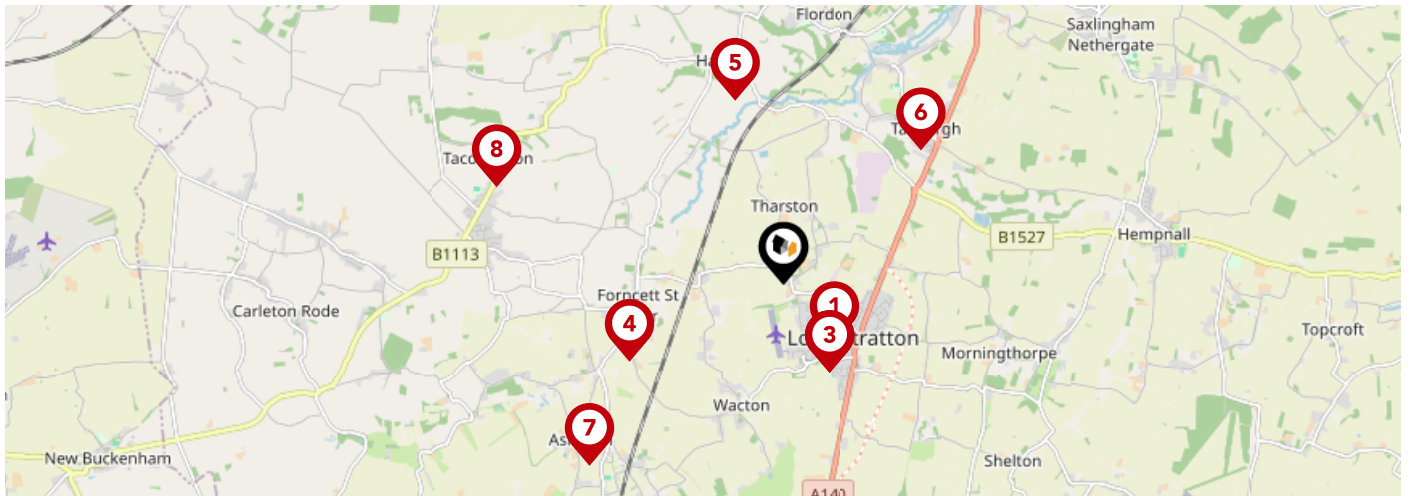 Flordon
Saxlingham
Nethergate
5
6
8
Tharston
B1527
Hempnall
B1113
Forncett St
Carleton Rode
1
4
3
Topcroft
Morningthorpe
Wacton
7
New Buckenham
Shelton
A140